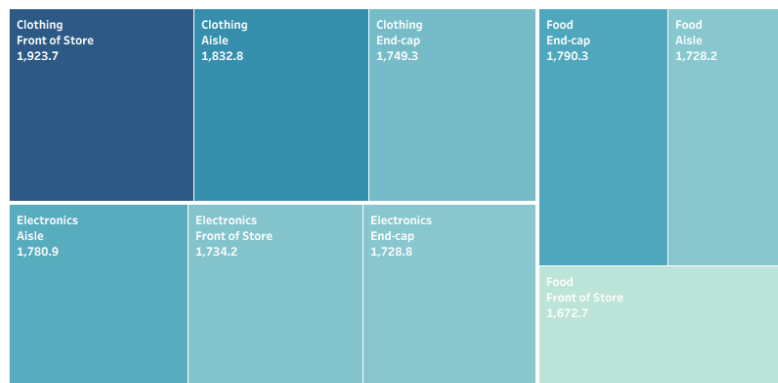 Clothing
Front of Store
1,923.7
Clothing
Aisle
1,832.8
Clothing
End-cap
1,749.3
Food
End-cap
1,790.3
Food
Aisle
1,728.2
Electronics
Aisle
1,780.9
Electronics
Front of Store
1,734.2
Electronics
End-cap
1,728.8
Food
Front of Store
1,672.7